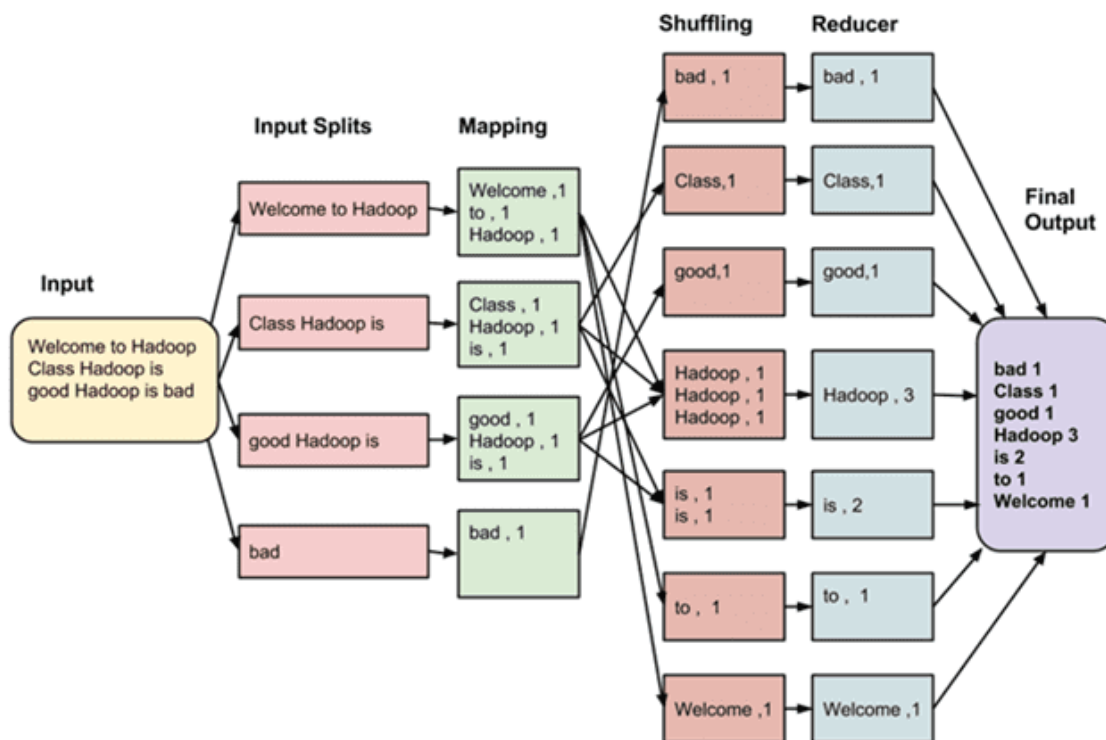 Shuffling
Reducer
Input Splits
Mapping
Input
Final
Output
Welcome to Hadoop
Class Hadoop is
good Hadoop is bad
Welcome to Hadoop
Class Hadoop is
good Hadoop is
bad
Welcome ,1
to , 1
Hadoop , 1
Class , 1
Hadoop , 1
is , 1
good , 1
Hadoop , 1
is , 1
bad , 1
bad , 1
Class,1
good,1
Hadoop , 1
Hadoop , 1
Hadoop , 1
is , 1
is , 1
to , 1
Welcome ,1
bad , 1
Class,1
good,1
Hadoop , 3
is , 2
to , 1
Welcome ,1
bad 1
Class 1
good 1
Hadoop 3
is 2
to 1
Welcome 1